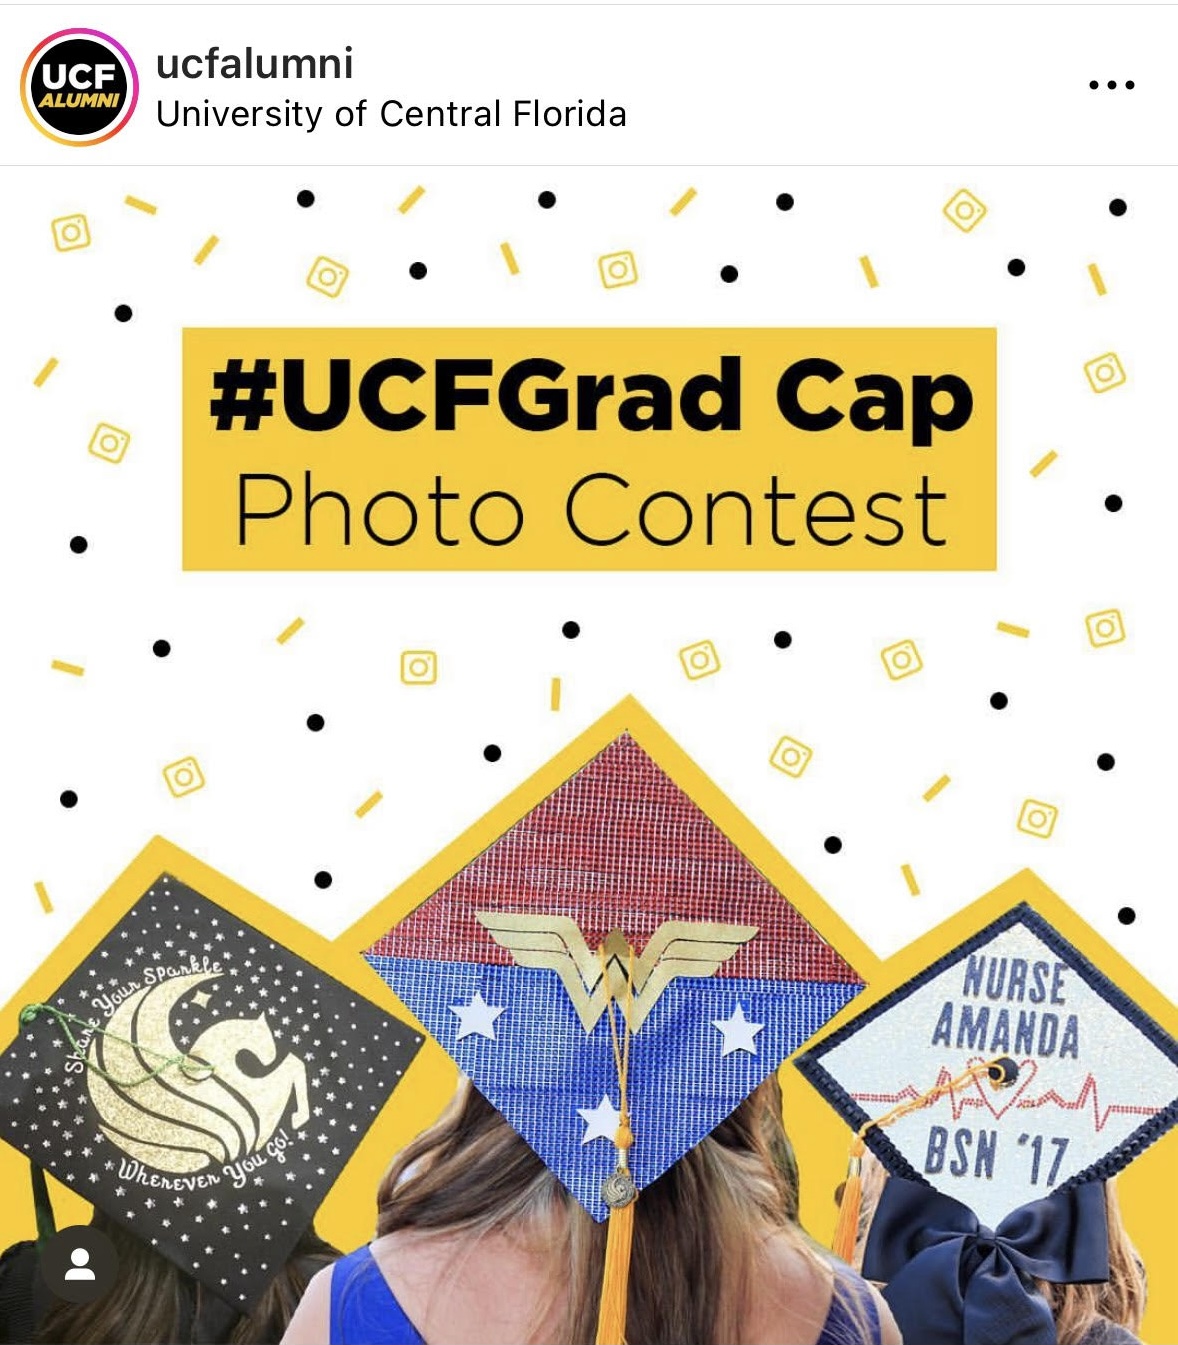 UCF
ALUMNI
ucfalumni
University of Central Florida
#UCFGrad Cap
Photo Contest
Share Your Sparkle
Wherever You go!
NURSE
AMANDA
BSN '17